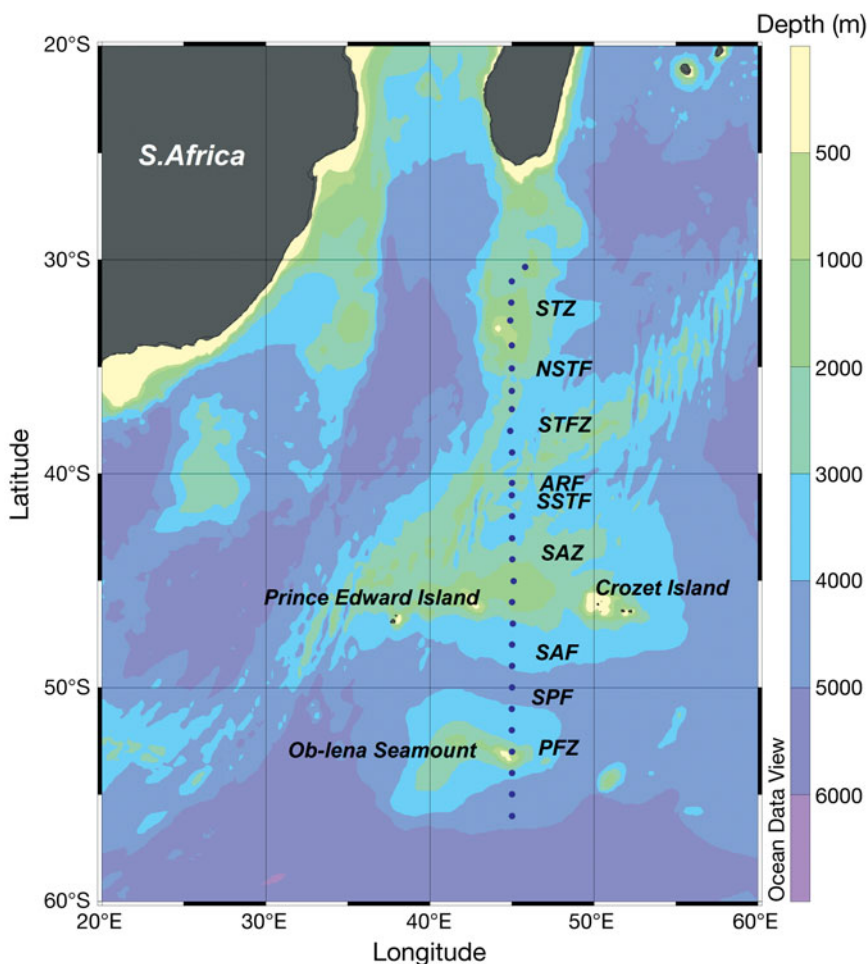 Depth (m)
20°S
S.Africa
500
30°S
1000
STZ
NSTF
2000
STFZ
Latitude
40°S
3000
ARF
SSTF
SAZ
4000
Prince Edward Island
Crozet Island
SAF
50°S
5000
SPF
Ob-lena Seamount
PFZ
6000
Ocean Data View
60°S
20°E
30°E
40°E
50°E
60°E
Longitude